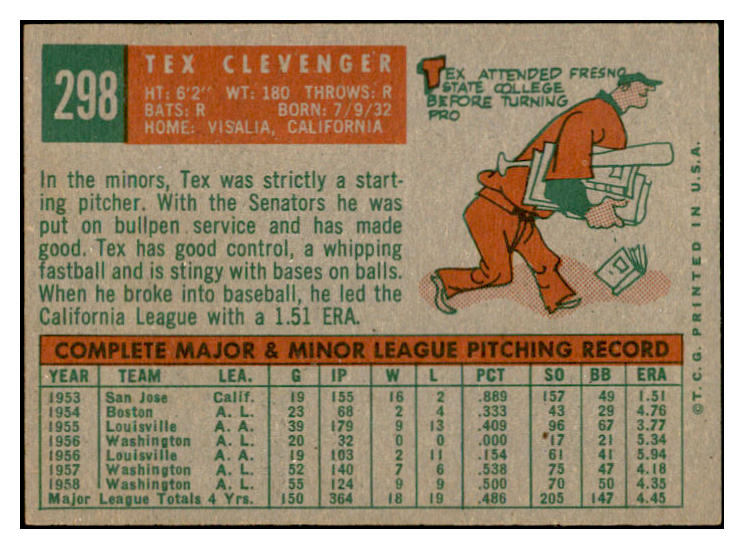 298
TEX CLEVENGER
HT: 6'2" WT: 180 THROWS: R
BATS: R BORN: 7/9/32
HOME: VISALIA, CALIFORNIA
TEX ATTENDED FRESNO
STATE COLLEGE
BEFORE TURNING
PRO
In the minors, Tex was strictly a start-
ing pitcher. With the Senators he was
put on bullpen service and has made
good. Tex has good control, a whipping
fastball and is stingy with bases on balls.
When he broke into baseball, he led the
California League with a 1.51 ERA.
COMPLETE MAJOR & MINOR LEAGUE PITCHING RECORD
YEAR TEAM LEA. G IP W L PCT SO BB ERA
1953 San Jose Calif. 19 155 16 2 .889 157 49 1.51
1954 Boston A. L. 23 68 2 4 .333 43 29 4.76
1955 Louisville A. A. 39 179 9 13 .409 96 67 3.77
1956 Washington A. L. 20 32 0 0 .000 17 21 5.34
1956 Louisville A. A. 19 103 2 11 .154 61 41 5.94
1957 Washington A. L. 52 140 7 6 .538 75 47 4.18
1958 Washington A. L. 55 124 9 9 .500 70 50 4.35
Major League Totals 4 Yrs. 150 364 18 19 .486 205 147 4.45
©T.C.G. PRINTED IN U.S.A.